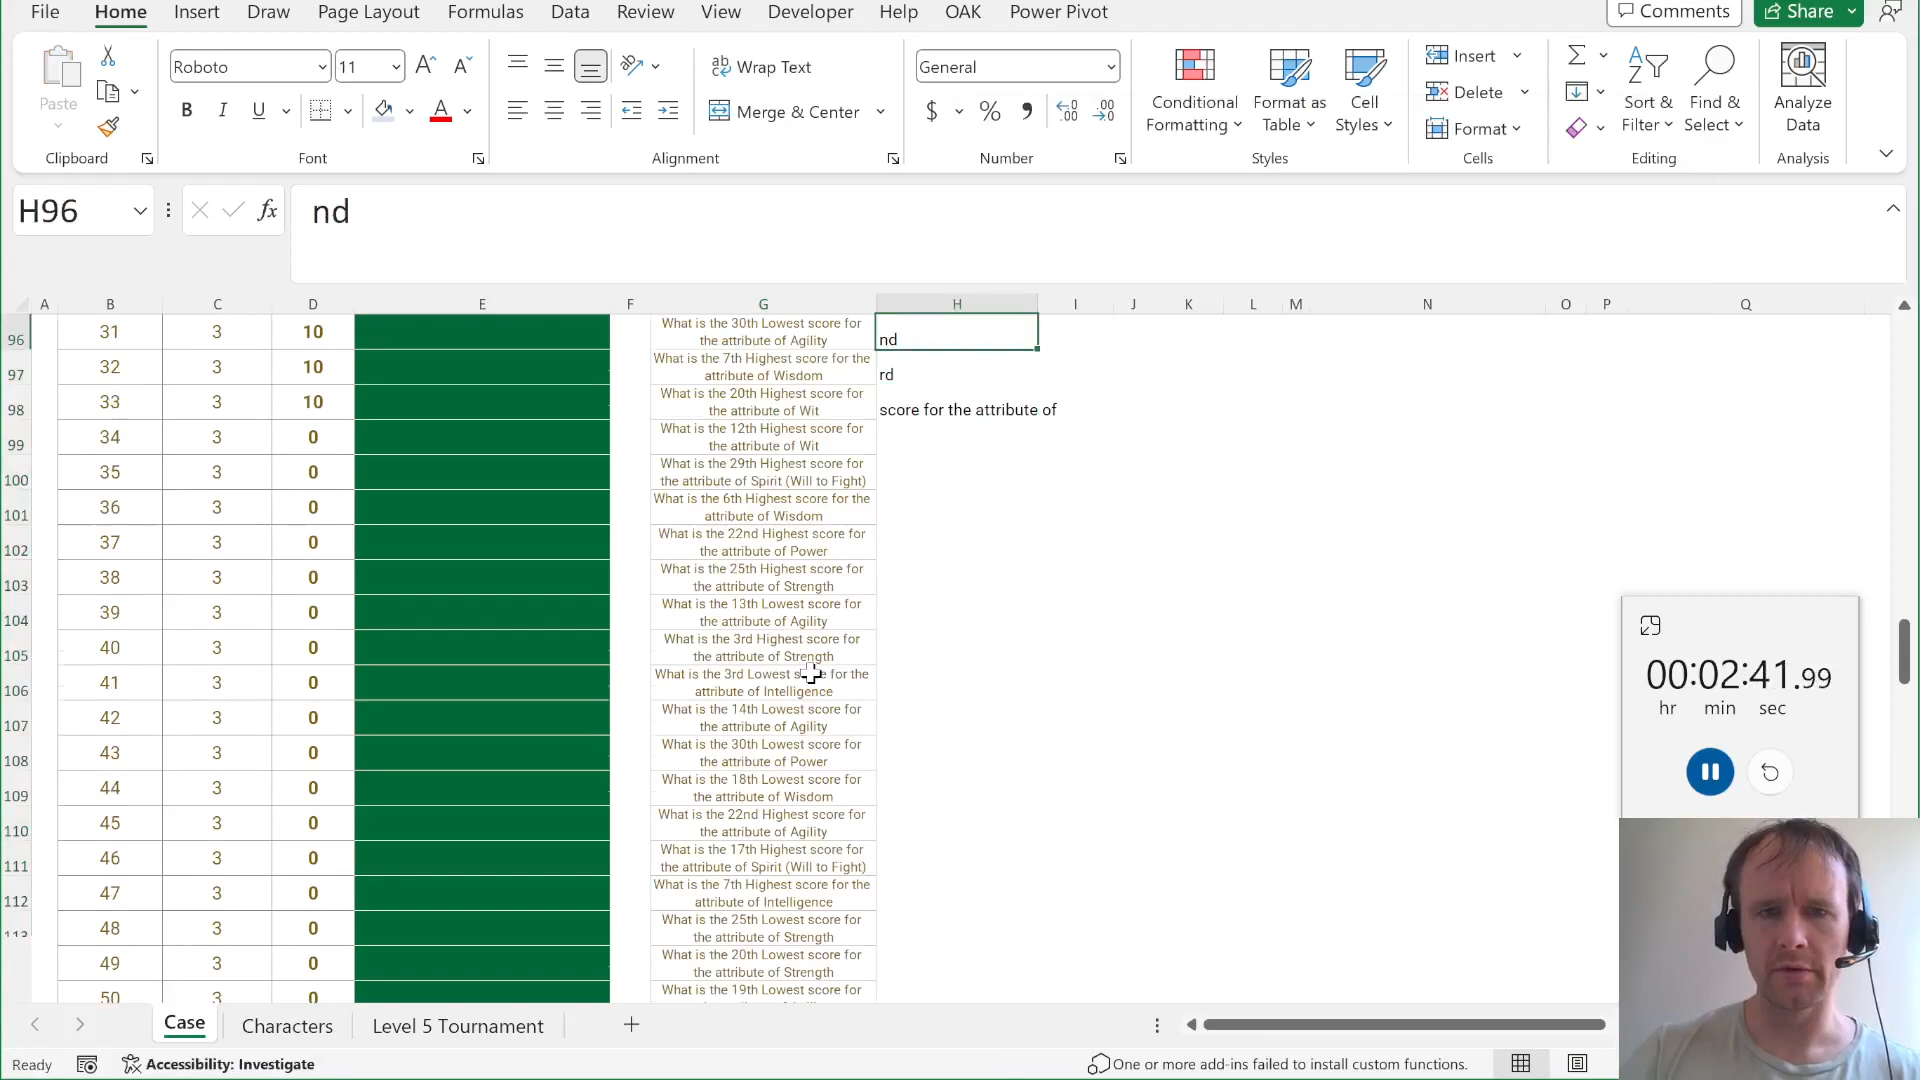 File Home Insert Draw Page Layout Formulas Data Review View Developer Help OAK Power Pivot Comments Share
Paste
Clipboard
Roboto 11
B I U A
Font
ab Wrap Text
Merge & Center
Alignment
General
$ %
Number
Conditional Formatting
Format as Table
Cell Styles
Styles
Insert
Delete
Format
Cells
Sort & Filter
Find & Select
Editing
Analyze Data
Analysis
H96 fx nd
A B C D E F G H I J K L M N O P Q
96 31 3 10 What is the 30th Lowest score for
the attribute of Agility nd
97 32 3 10 What is the 7th Highest score for the
attribute of Wisdom rd
98 33 3 10 What is the 20th Highest score for
the attribute of Wit score for the attribute of
99 34 3 0 What is the 12th Highest score for
the attribute of Wit
100 35 3 0 What is the 29th Highest score for
the attribute of Spirit (Will to Fight)
101 36 3 0 What is the 6th Highest score for the
attribute of Wisdom
102 37 3 0 What is the 22nd Highest score for
the attribute of Power
103 38 3 0 What is the 25th Highest score for
the attribute of Strength
104 39 3 0 What is the 13th Lowest score for
the attribute of Agility
105 40 3 0 What is the 3rd Highest score for
the attribute of Strength
106 41 3 0 What is the 3rd Lowest for the
attribute of Intelligence
107 42 3 0 What is the 14th Lowest score for
the attribute of Agility
108 43 3 0 What is the 30th Lowest score for
the attribute of Power
109 44 3 0 What is the 18th Lowest score for
the attribute of Wisdom
110 45 3 0 What is the 22nd Highest score for
the attribute of Agility
111 46 3 0 What is the 17th Highest score for
the attribute of Spirit (Will to Fight)
112 47 3 0 What is the 7th Highest score for the
attribute of Intelligence
48 3 0 What is the 25th Lowest score for
the attribute of Strength
49 3 0 What is the 20th Lowest score for
the attribute of Strength
50 3 0 What is the 19th Lowest score for
00:02:41.99
hr min sec
Case Characters Level 5 Tournament
Ready Accessibility: Investigate One or more add-ins failed to install custom functions.